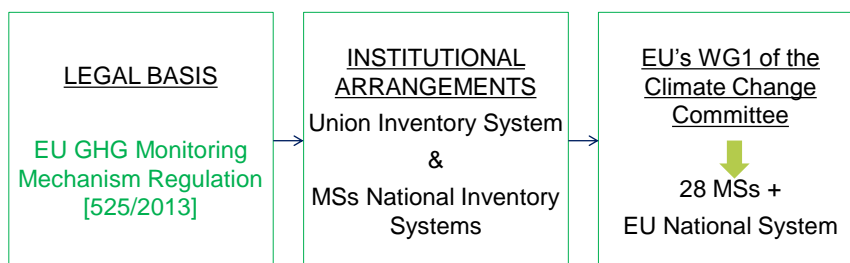 LEGAL BASIS
EU GHG Monitoring
Mechanism Regulation
[525/2013]
INSTITUTIONAL
ARRANGEMENTS
Union Inventory System
&
MSs National Inventory
Systems
EU's WG1 of the
Climate Change
Committee
28 MSs +
EU National System